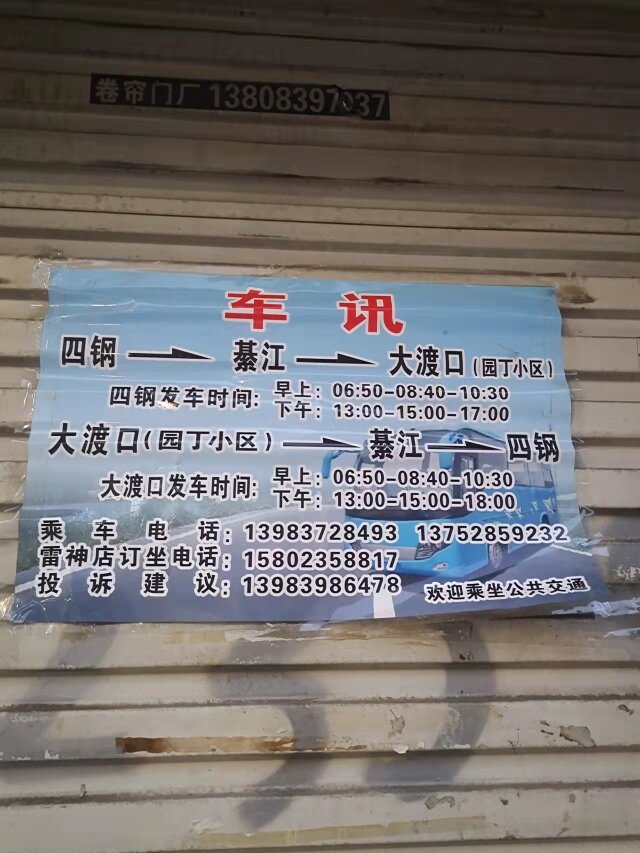 卷帘门厂 13808397037
车 讯
四钢 → 綦江 → 大渡口(园丁小区)
四钢发车时间: 早上: 06:50-08:40-10:30
下午: 13:00-15:00-17:00
大渡口(园丁小区) → 綦江 → 四钢
大渡口发车时间: 早上: 06:50-08:40-10:30
下午: 13:00-15:00-18:00
乘车电话: 13983728493 13752859232
雷神店订坐电话: 15802358817
投诉建议: 13983986478 欢迎乘坐公共交通